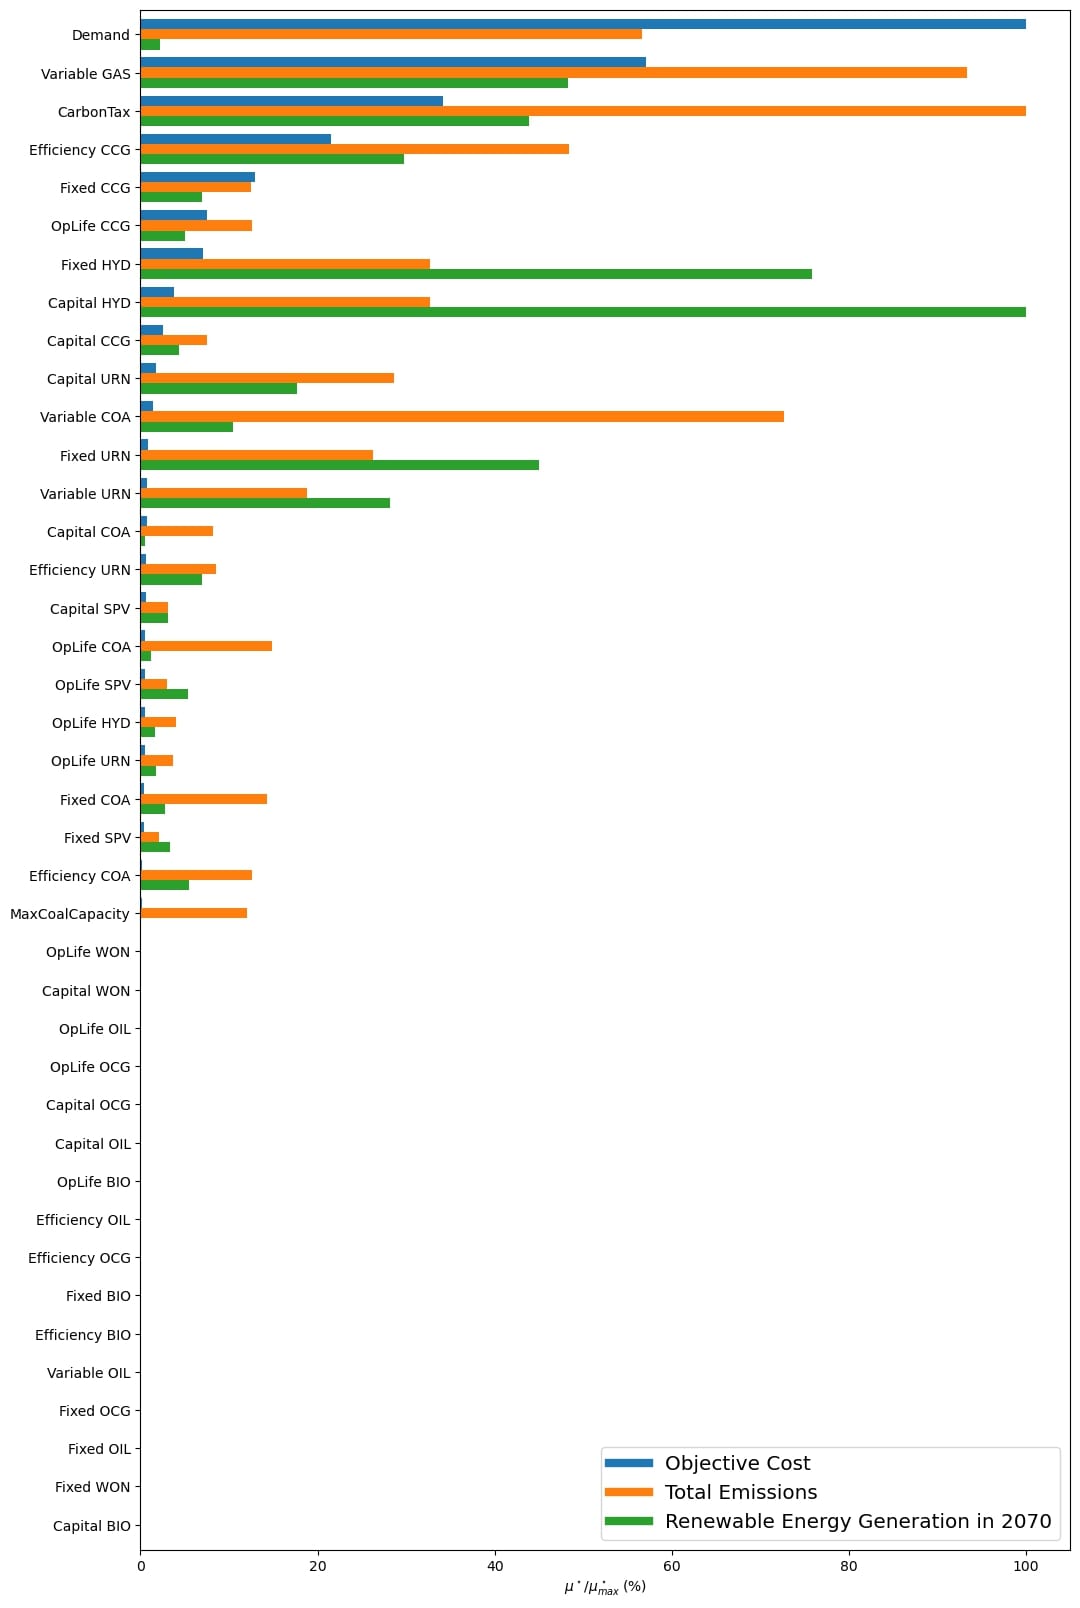 Demand
Variable GAS
CarbonTax
Efficiency CCG
Fixed CCG
OpLife CCG
Fixed HYD
Capital HYD
Capital CCG
Capital URN
Variable COA
Fixed URN
Variable URN
Capital COA
Efficiency URN
Capital SPV
OpLife COA
OpLife SPV
OpLife HYD
OpLife URN
Fixed COA
Fixed SPV
Efficiency COA
MaxCoalCapacity
OpLife WON
Capital WON
OpLife OIL
OpLife OCG
Capital OCG
Capital OIL
OpLife BIO
Efficiency OIL
Efficiency OCG
Fixed BIO
Efficiency BIO
Variable OIL
Fixed OCG
Fixed OIL
Fixed WON
Capital BIO
Objective Cost
Total Emissions
Renewable Energy Generation in 2070
0 20 40 60 80 100
μ*/μ*max (%)